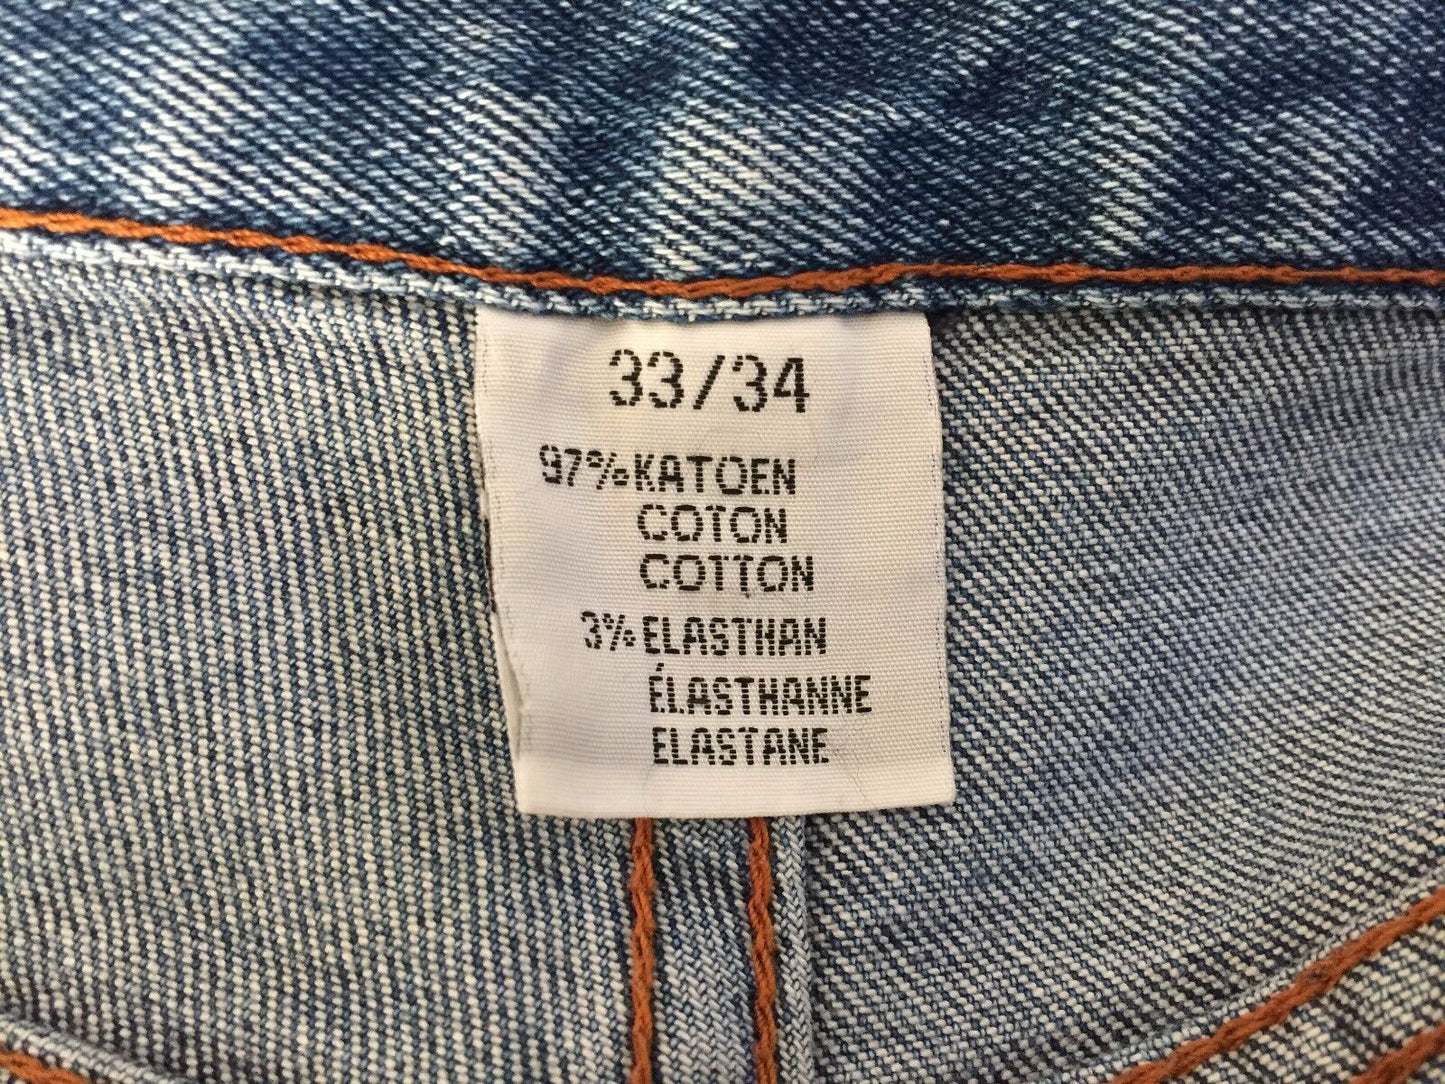 33/34
97% KATOEN
COTON
COTTON
3% ELASTHAN
ÉLASTHANNE
ELASTANE